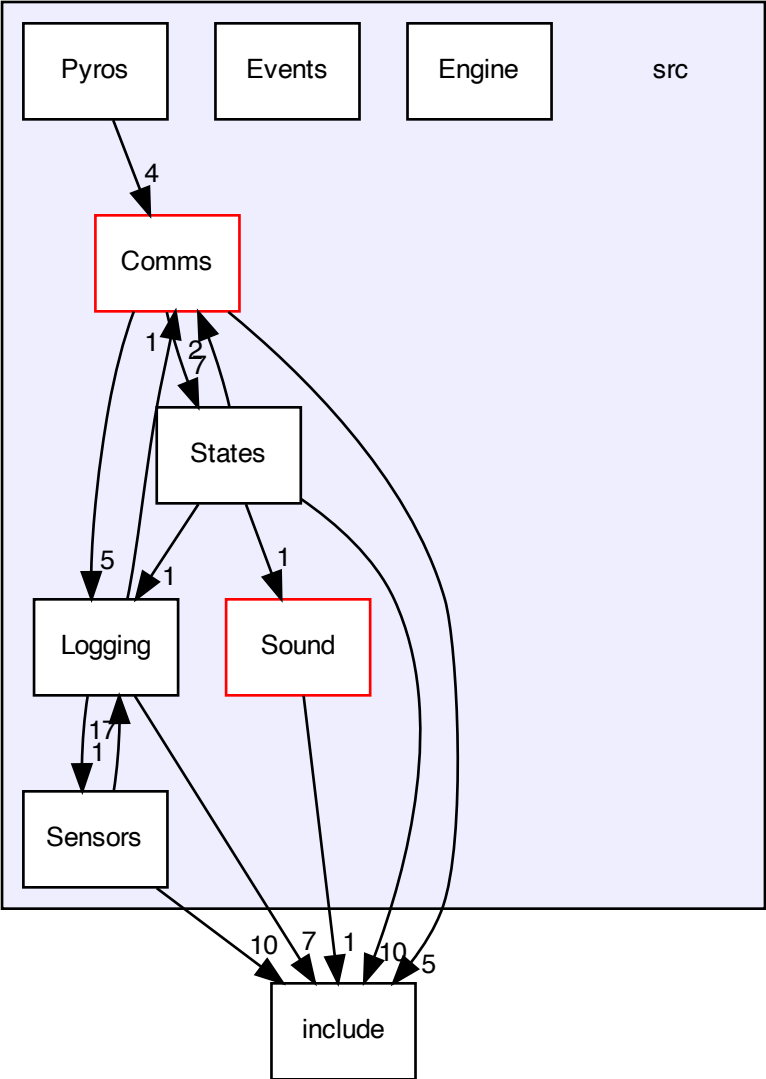 Pyros
Events
Engine
src
4
Comms
1
2
7
States
5
1
1
Logging
Sound
17
1
Sensors
10
7
1
10
5
include